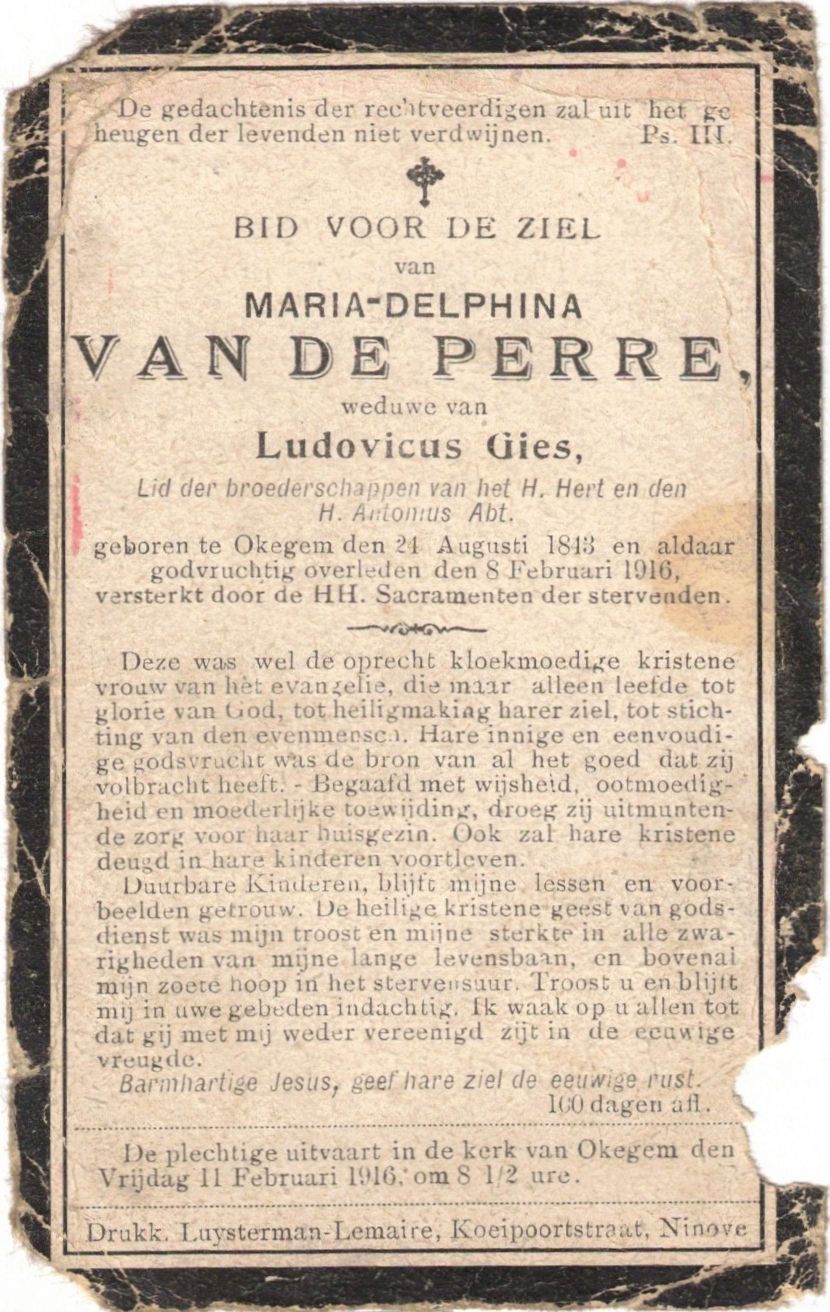 De gedachtenis der rechtveerdigen zal uit het ge
heugen der levenden niet verdwijnen. Ps. III.
BID VOOR DE ZIEL
van
MARIA-DELPHINA
VAN DE PERRE,
weduwe van
Ludovicus Gies,
Lid der broederschappen van het H. Hert en den
H. Antonius Abt.
geboren te Okegem den 21 Augusti 1843 en aldaar
godvruchtig overleden den 8 Februari 1916,
versterkt door de HH. Sacramenten der stervenden.
Deze was wel de oprecht kloekmoedige kristene
vrouw van het evangelie, die maar alleen leefde tot
glorie van God, tot heiligmaking harer ziel, tot stich-
ting van den evenmensch. Hare innige en eenvoudi-
ge godsvrucht was de bron van al het goed dat zij
volbracht heeft. - Begaafd met wijsheid, ootmoedig-
heid en moederlijke toewijding, droeg zij uitmunten-
de zorg voor haar huisgezin. Ook zal hare kristene
deugd in hare kinderen voortleven.
Duurbare Kinderen, blijft mijne lessen en voor-
beelden getrouw. De heilige kristene geest van gods-
dienst was mijn troost en mijne sterkte in alle zwa-
righeden van mijne lange levensbaan, en bovenal
mijn zoete hoop in het stervensuur. Troost u en blijft
mij in uwe gebeden indachtig. Ik waak op u allen tot
dat gij met mij weder vereenigd zijt in de eeuwige
vreugde.
Barmhartige Jesus, geef hare ziel de eeuwige rust.
100 dagen afl.
De plechtige uitvaart in de kerk van Okegem den
Vrijdag 11 Februari 1916, om 8 1/2 ure.
Drukk. Luysterman-Lemaire, Koeipoortstraat, Ninove